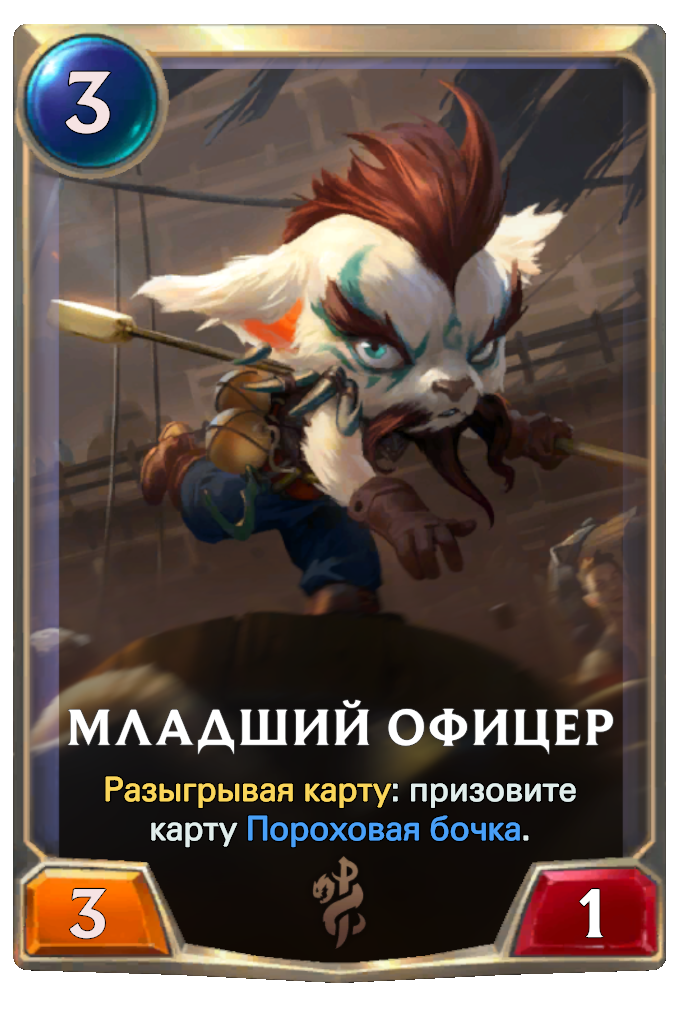 3
МЛАДШИЙ ОФИЦЕР
Разыгрывая карту: призовите
карту Пороховая бочка.
3
1